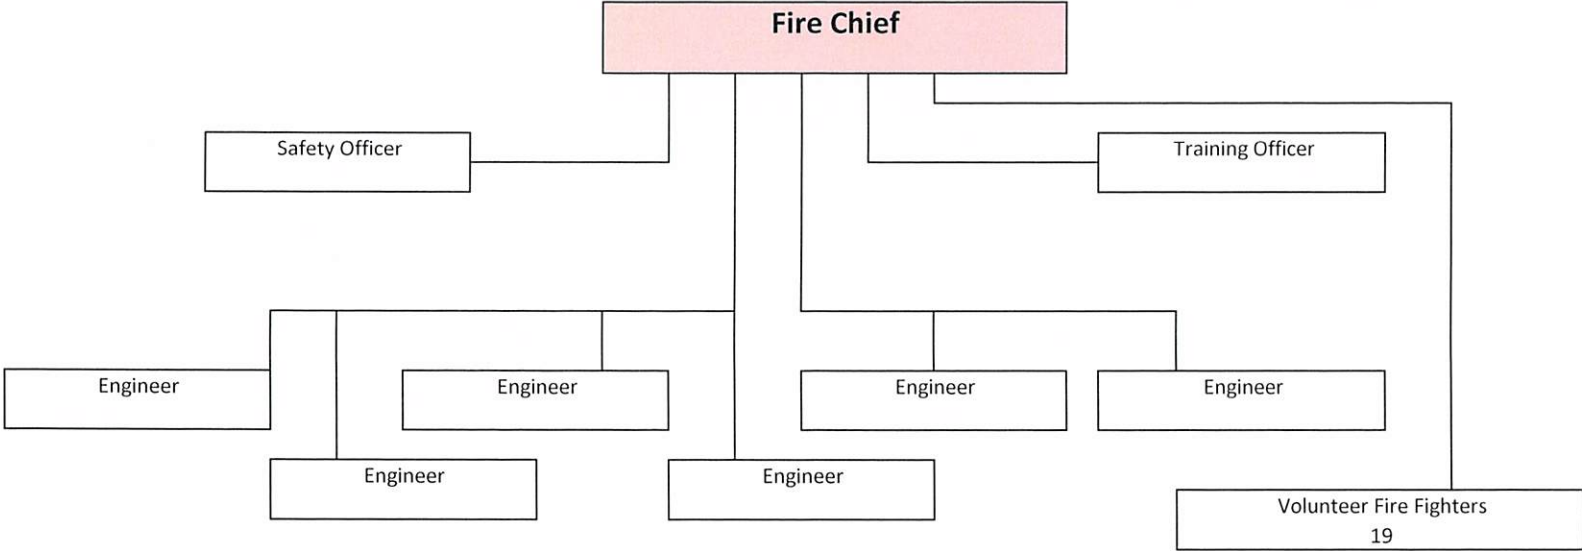 Fire Chief
Safety Officer
Training Officer
Engineer
Engineer
Engineer
Engineer
Engineer
Engineer
Volunteer Fire Fighters
19